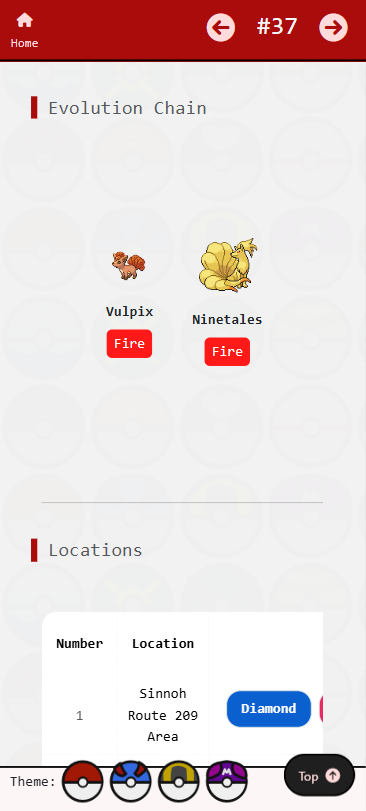 Home
#37
Evolution Chain
Vulpix
Ninetales
Fire
Fire
Locations
Number Location
1
Sinnoh
Route 209
Area
Diamond
Theme:
M
Top